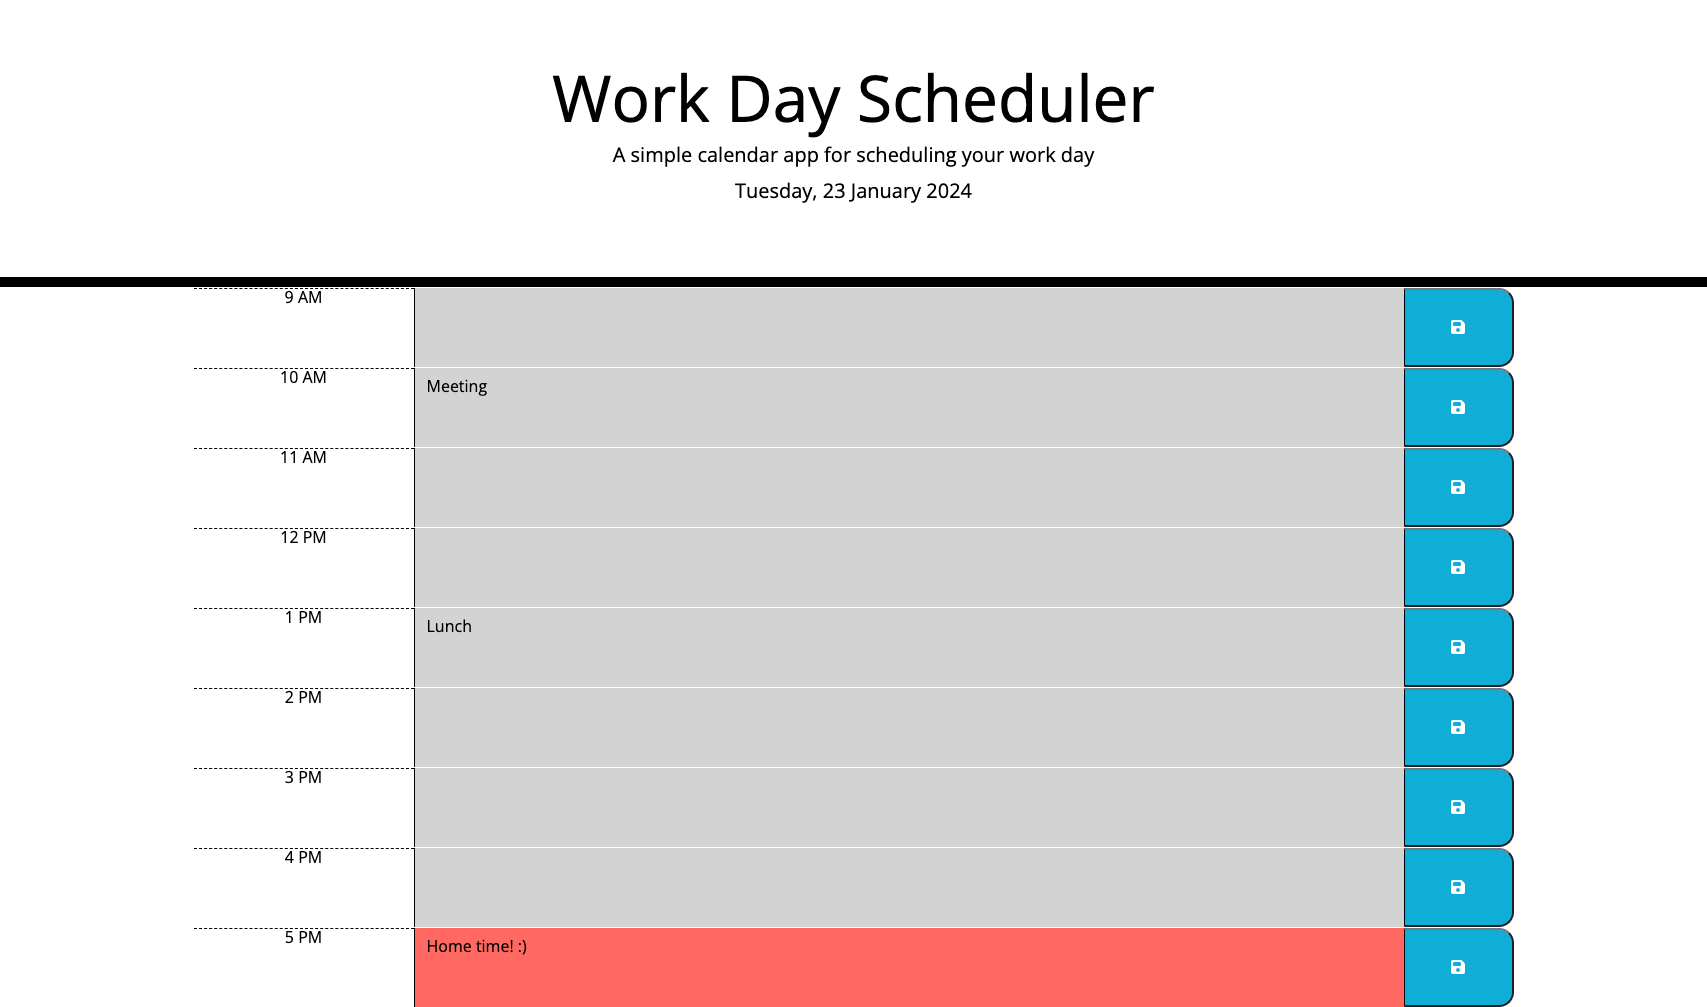 Work Day Scheduler
A simple calendar app for scheduling your work day
Tuesday, 23 January 2024
9 AM
10 AM
Meeting
11 AM
12 PM
1 PM
Lunch
2 PM
3 PM
4 PM
5 PM
Home time! :)